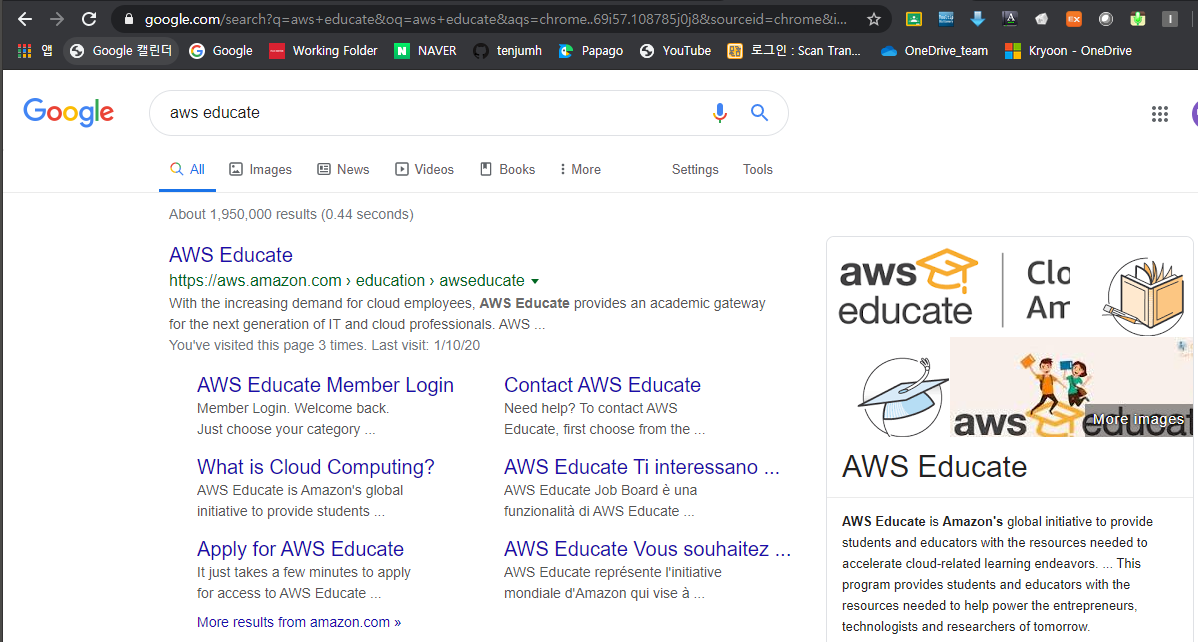 google.com/search?q=aws+educate&oq=aws+educate&aqs=chrome..69i57.108785j0j8&sourceid=chrome&i...
앱 Google 캘린더 Google Working Folder NAVER tenjumh Papago YouTube 로그인 : Scan Tran... OneDrive_team Kryoon - OneDrive
Google
aws educate
All Images News Videos Books More Settings Tools
About 1,950,000 results (0.44 seconds)
AWS Educate
https://aws.amazon.com › education › awseducate
With the increasing demand for cloud employees, AWS Educate provides an academic gateway
for the next generation of IT and cloud professionals. AWS ...
You've visited this page 3 times. Last visit: 1/10/20
AWS Educate Member Login
Member Login. Welcome back.
Just choose your category ...
Contact AWS Educate
Need help? To contact AWS
Educate, first choose from the ...
What is Cloud Computing?
AWS Educate is Amazon's global
initiative to provide students ...
AWS Educate Ti interessano ...
AWS Educate Job Board è una
funzionalità di AWS Educate ...
Apply for AWS Educate
It just takes a few minutes to apply
for access to AWS Educate ...
AWS Educate Vous souhaitez ...
AWS Educate représente l'initiative
mondiale d'Amazon qui vise à ...
More results from amazon.com »
aws
educate
Clo
Am
aws educat
More images
AWS Educate
AWS Educate is Amazon's global initiative to provide
students and educators with the resources needed to
accelerate cloud-related learning endeavors. ... This
program provides students and educators with the
resources needed to help power the entrepreneurs,
technologists and researchers of tomorrow.